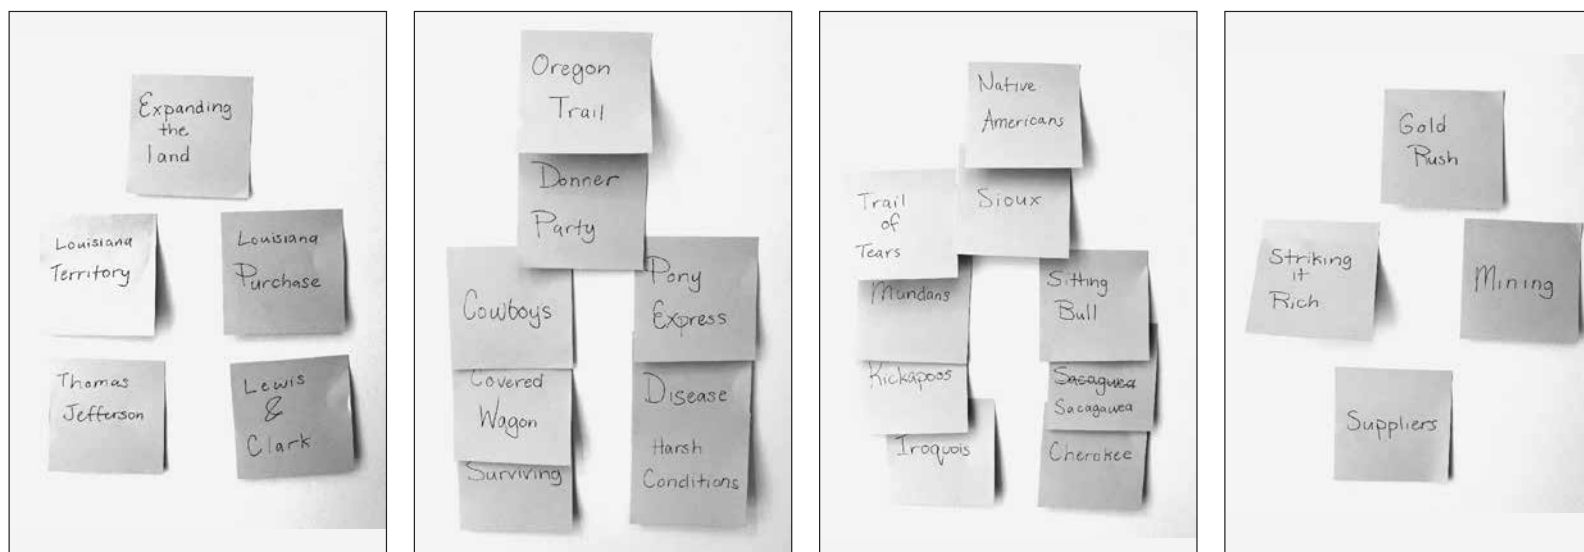 Expanding
the
land
Louisiana
Territory
Louisiana
Purchase
Thomas
Jefferson
Lewis
&
Clark
Oregon
Trail
Donner
Party
Cowboys
Pony
Express
Covered
Wagon
Disease
Surviving
Harsh
Conditions
Native
Americans
Sioux
Trail
of
Tears
Mundans
Sitting
Bull
Kickapoos
Sacaguea
Sacagawea
Iroquois
Cherokee
Gold
Rush
Striking
it
Rich
Mining
Suppliers